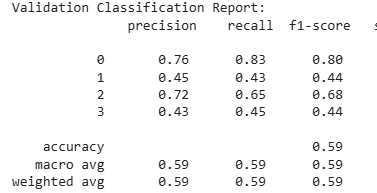 Validation Classification Report:
precision recall f1-score
0 0.76 0.83 0.80
1 0.45 0.43 0.44
2 0.72 0.65 0.68
3 0.43 0.45 0.44
accuracy 0.59
macro avg 0.59 0.59 0.59
weighted avg 0.59 0.59 0.59